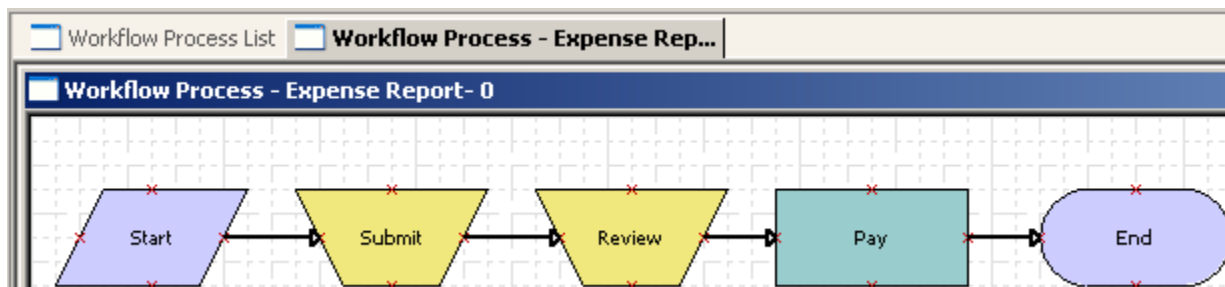 Workflow Process List Workflow Process - Expense Rep...
Workflow Process - Expense Report- 0
Start Submit Review Pay End